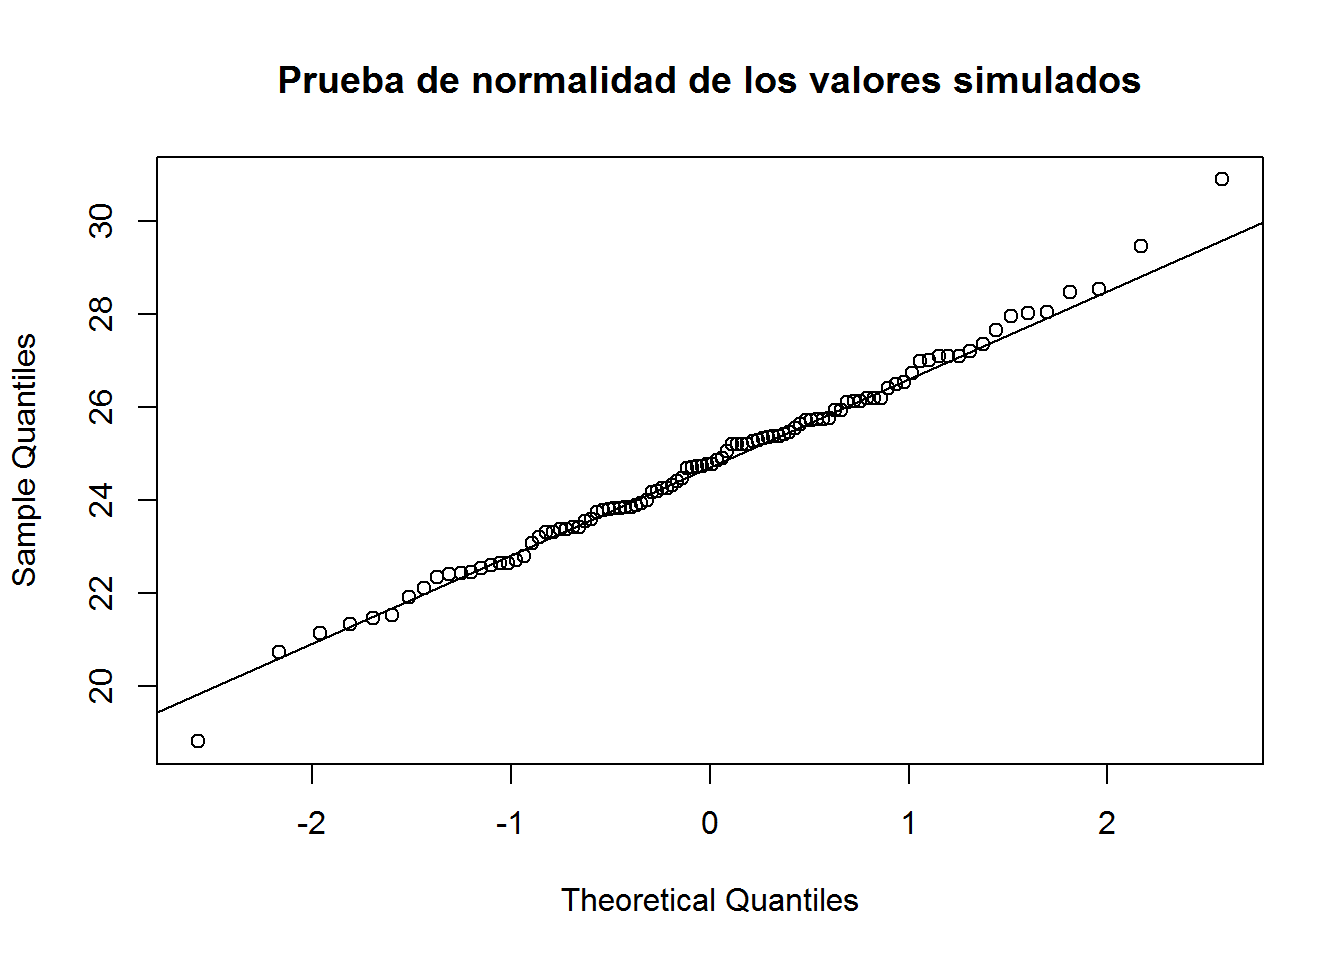 Prueba de normalidad de los valores simulados
Sample Quantiles
30
28
26
24
22
20
-2 -1 0 1 2
Theoretical Quantiles